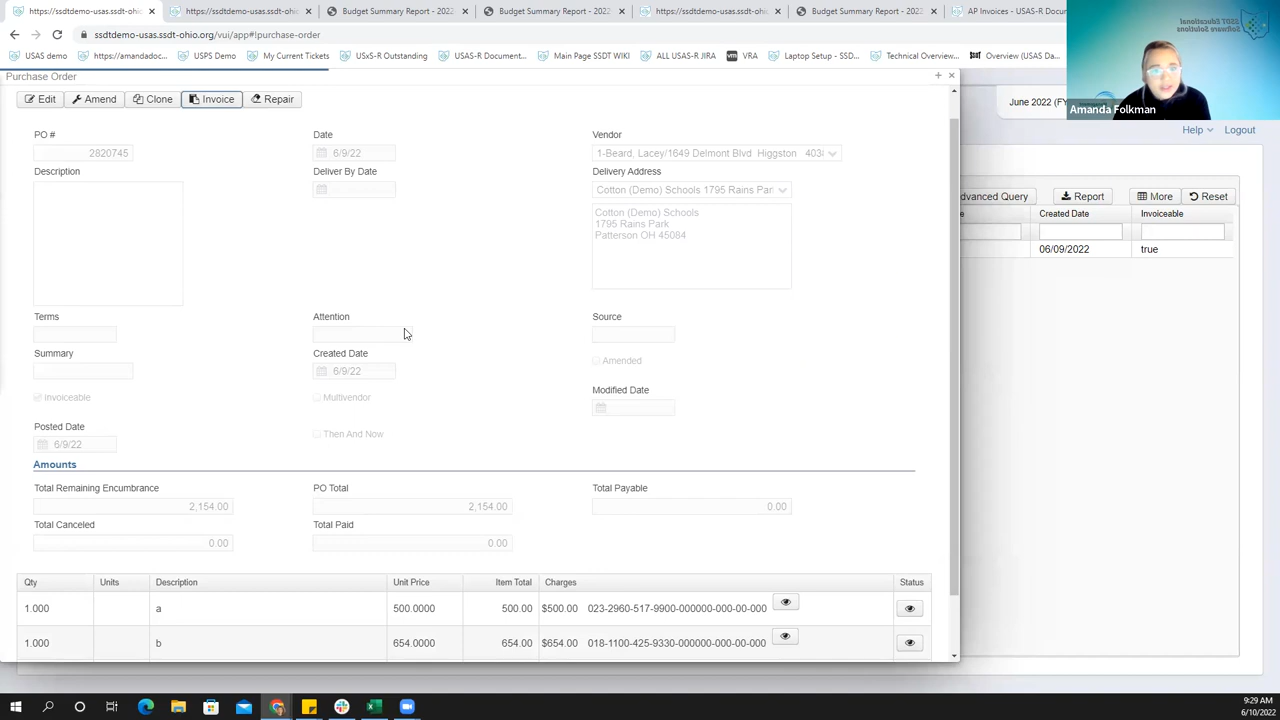 https://ssdtdemo-usas.ssdt-ohio. ×
https://ssdtdemo-usas.ssdt-ohio. ×
Budget Summary Report - 2022 ×
Budget Summary Report - 2022 ×
https://ssdtdemo-usas.ssdt-ohio. ×
Budget Summary Report - 2022 ×
AP Invoices - USAS-R Docum
ssdtdemo-usas.ssdt-ohio.org/vui/app#!purchase-order
USAS demo
https://amandadoc...
USPS Demo
My Current Tickets
USxS-R Outstanding
USAS-R Document...
Main Page SSDT WIKI
ALL USAS-R JIRA
vm VRA
Laptop Setup - SSD...
Technical Overview...
Overview (USAS Da...
SSDT Educational
Software Solutions
Amanda Folkman
June 2022 (FY
Help
Logout
Purchase Order
+ ×
Edit
Amend
Clone
Invoice
Repair
PO #
2820745
Date
6/9/22
Vendor
1-Beard, Lacey/1649 Delmont Blvd Higgston 403/
Description
Deliver By Date
Delivery Address
Cotton (Demo) Schools 1795 Rains Par
Cotton (Demo) Schools
1795 Rains Park
Patterson OH 45084
dvanced Query
Report
More
Reset
Created Date
Invoiceable
06/09/2022
true
Terms
Attention
Source
Summary
Created Date
6/9/22
Amended
Invoiceable
Multivendor
Modified Date
Posted Date
6/9/22
Then And Now
Amounts
Total Remaining Encumbrance
2,154.00
PO Total
2,154.00
Total Payable
0.00
Total Canceled
0.00
Total Paid
0.00
Qty Units Description Unit Price Item Total Charges Status
1.000 a 500.0000 500.00 $500.00 023-2960-517-9900-000000-000-00-000
1.000 b 654.0000 654.00 $654.00 018-1100-425-9330-000000-000-00-000
9:29 AM
6/10/2022